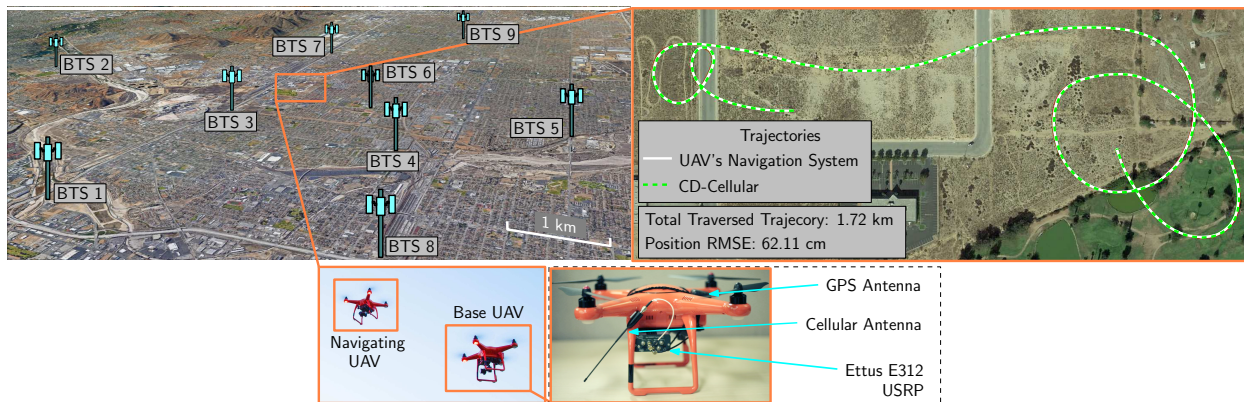 BTS 2
BTS 7
BTS 9
BTS 6
BTS 3
BTS 5
BTS 4
BTS 1
BTS 8
1 km
Trajectories
UAV's Navigation System
CD-Cellular
Total Traversed Trajecory: 1.72 km
Position RMSE: 62.11 cm
Navigating
UAV
Base UAV
GPS Antenna
Cellular Antenna
Ettus E312
USRP